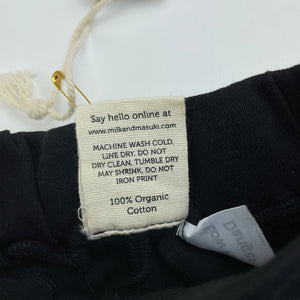 Say hello online at
www.milkandmasuki.com
MACHINE WASH COLD,
LINE DRY. DO NOT
DRY CLEAN, TUMBLE DRY
MAY SHRINK, DO NOT
IRON PRINT
100% Organic
Cotton